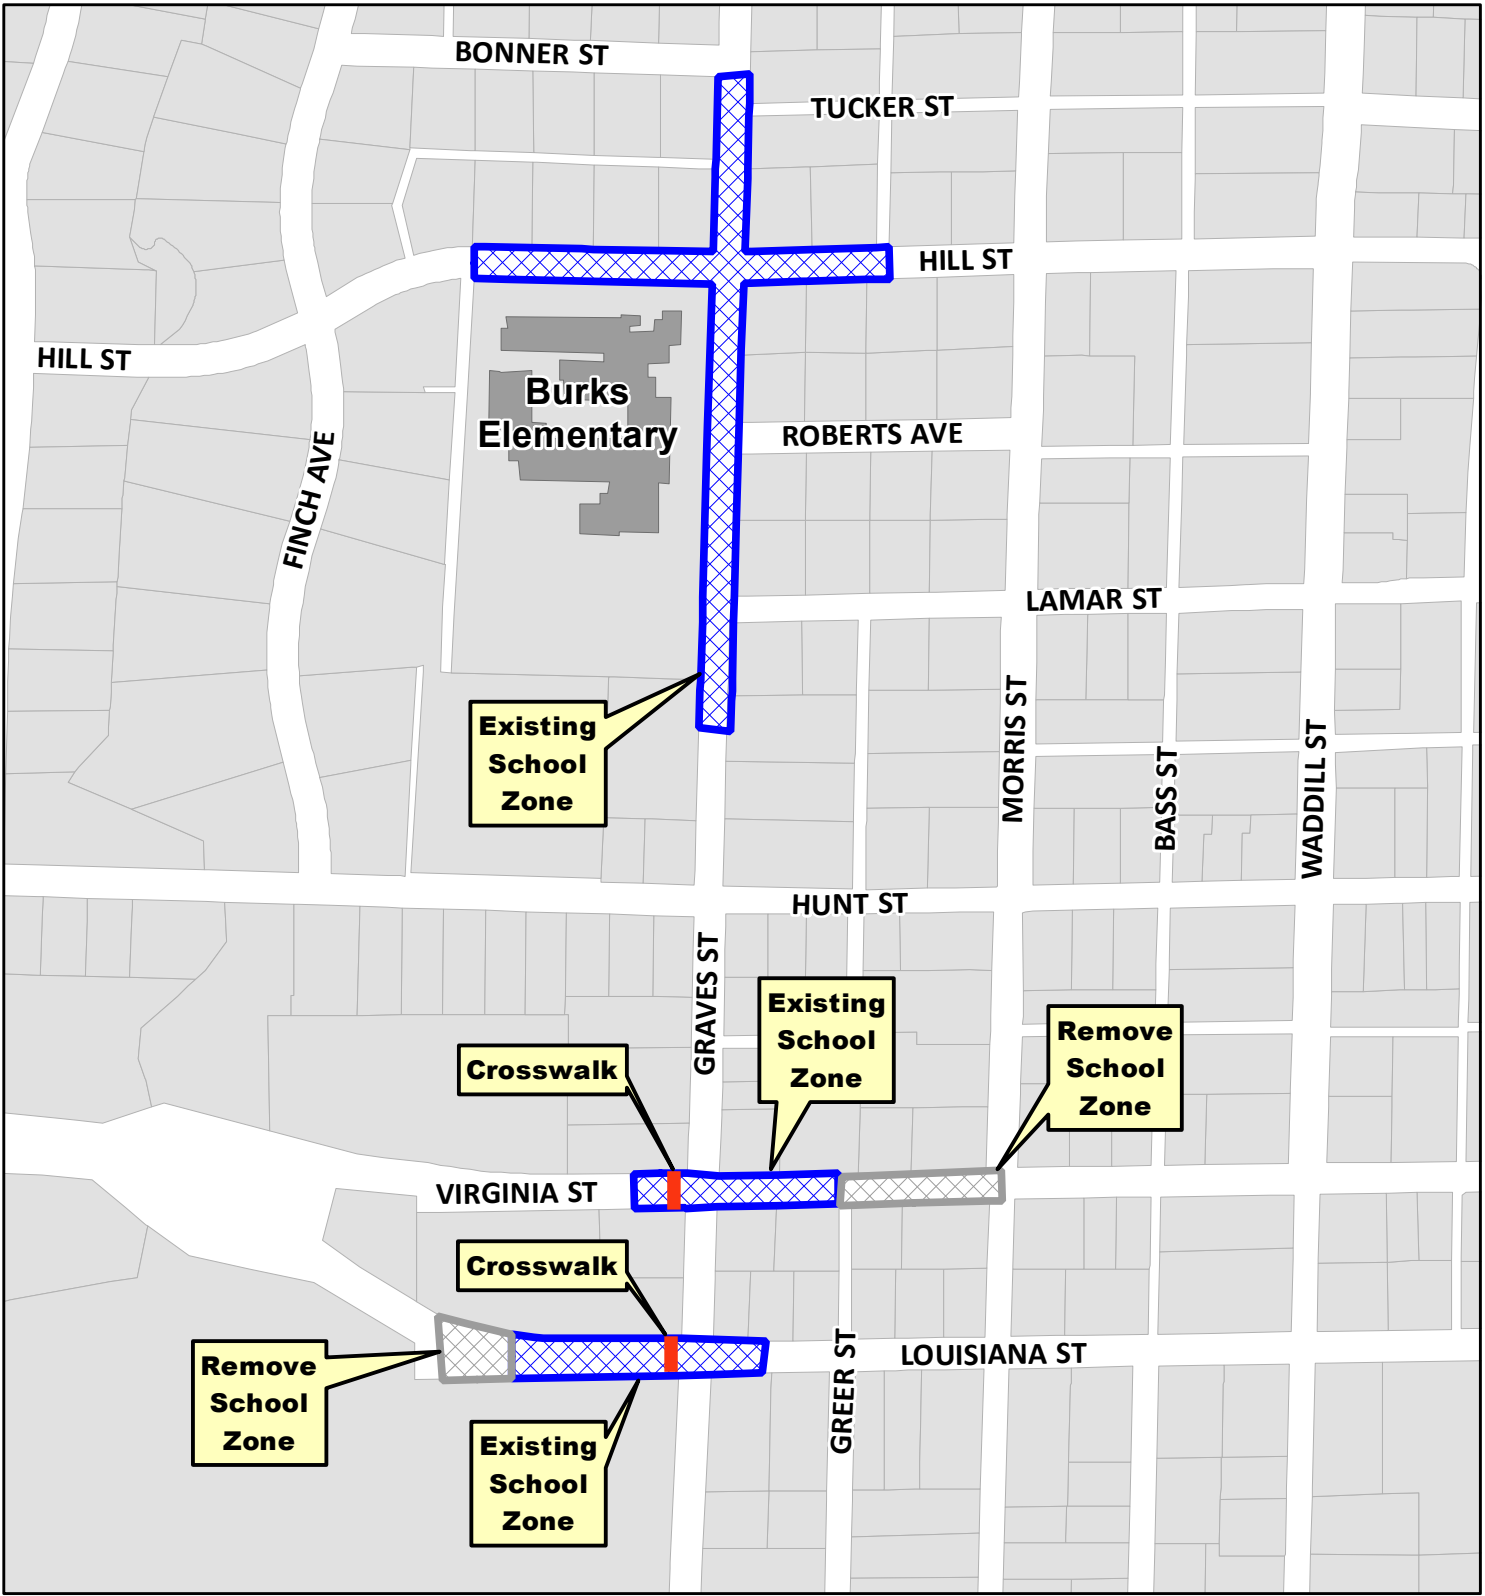 BONNER ST
TUCKER ST
HILL ST
HILL ST
Burks
Elementary
ROBERTS AVE
FINCH AVE
LAMAR ST
Existing
School
Zone
MORRIS ST
BASS ST
WADDILL ST
HUNT ST
GRAVES ST
Existing
School
Zone
Remove
School
Zone
Crosswalk
VIRGINIA ST
Crosswalk
Remove
School
Zone
GREER ST
LOUISIANA ST
Existing
School
Zone